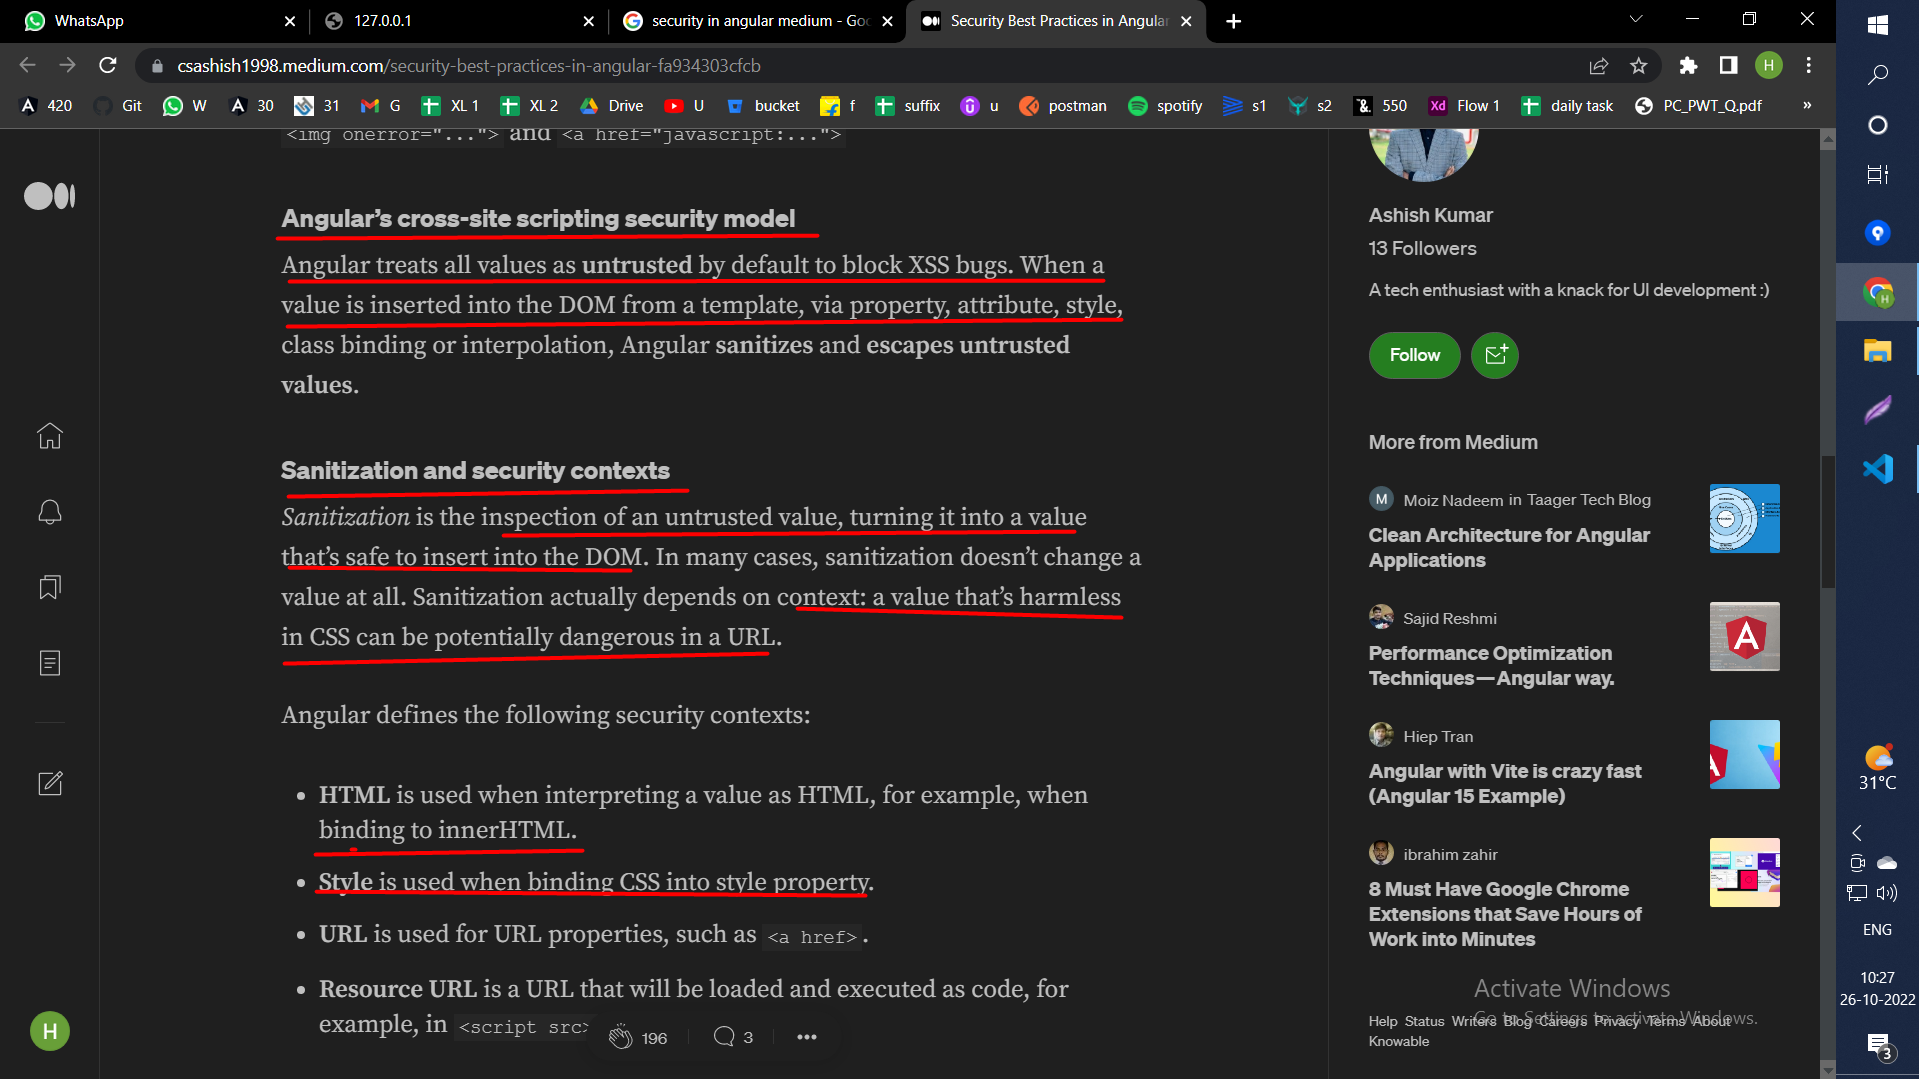 WhatsApp
127.0.0.1
security in angular medium - Goo
Security Best Practices in Angular
csashish1998.medium.com/security-best-practices-in-angular-fa934303cfcb
H
420 Git W 30 31 G XL 1 XL 2 Drive U bucket f suffix u postman spotify s1 s2 550 Flow 1 daily task PC_PWT_Q.pdf »
<img onerror="..."> and <a href="javascript:...">
Angular’s cross-site scripting security model
Angular treats all values as untrusted by default to block XSS bugs. When a
value is inserted into the DOM from a template, via property, attribute, style,
class binding or interpolation, Angular sanitizes and escapes untrusted
values.
Sanitization and security contexts
Sanitization is the inspection of an untrusted value, turning it into a value
that’s safe to insert into the DOM. In many cases, sanitization doesn’t change a
value at all. Sanitization actually depends on context: a value that’s harmless
in CSS can be potentially dangerous in a URL.
Angular defines the following security contexts:
• HTML is used when interpreting a value as HTML, for example, when
binding to innerHTML.
• Style is used when binding CSS into style property.
• URL is used for URL properties, such as <a href>.
• Resource URL is a URL that will be loaded and executed as code, for
example, in <script src>
196
3
H
Ashish Kumar
13 Followers
A tech enthusiast with a knack for UI development :)
Follow
More from Medium
M Moiz Nadeem in Taager Tech Blog
Clean Architecture for Angular
Applications
Sajid Reshmi
Performance Optimization
Techniques — Angular way.
Hiep Tran
Angular with Vite is crazy fast
(Angular 15 Example)
ibrahim zahir
8 Must Have Google Chrome
Extensions that Save Hours of
Work into Minutes
Activate Windows
Go to Settings to activate Windows.
Help Status Writers Blog Careers Privacy Terms About
Knowable
31°C
ENG
10:27
26-10-2022
3